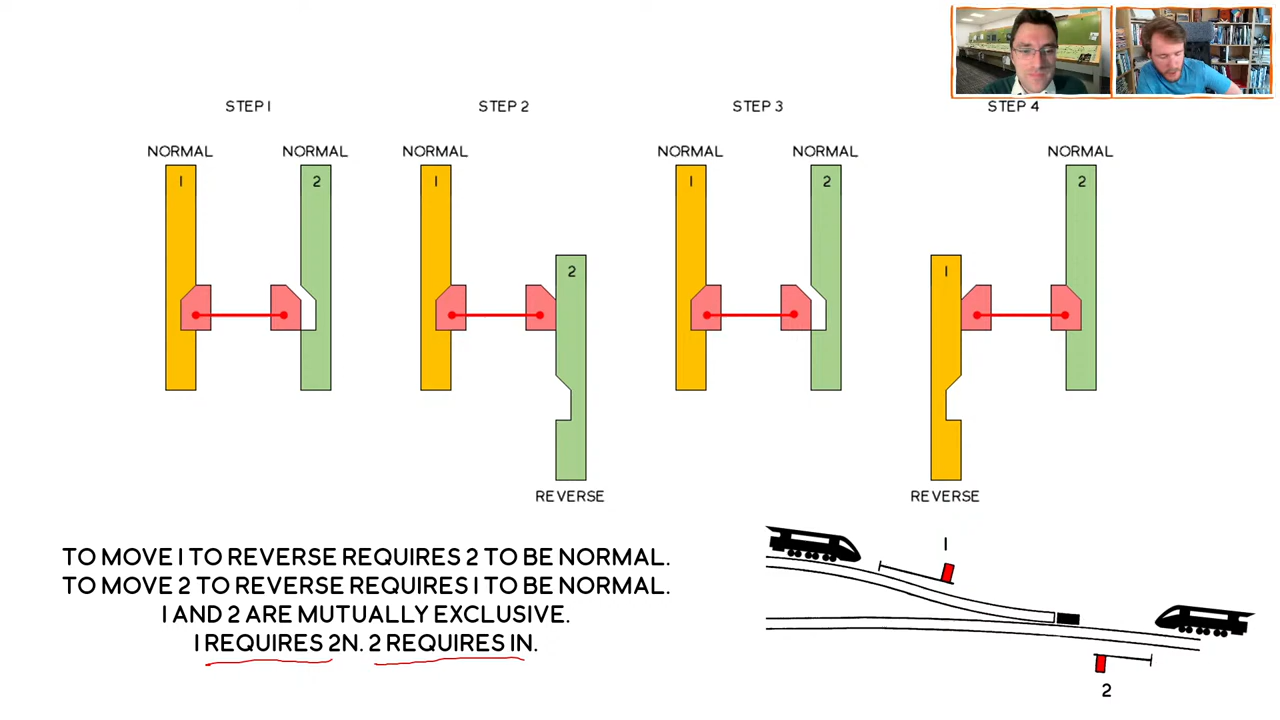 STEP 1
STEP 2
STEP 3
STEP 4
NORMAL
NORMAL
NORMAL
NORMAL
NORMAL
NORMAL
1
2
1
2
1
2
1
2
REVERSE
REVERSE
TO MOVE 1 TO REVERSE REQUIRES 2 TO BE NORMAL.
TO MOVE 2 TO REVERSE REQUIRES 1 TO BE NORMAL.
1 AND 2 ARE MUTUALLY EXCLUSIVE.
1 REQUIRES 2N. 2 REQUIRES 1N.
1
2